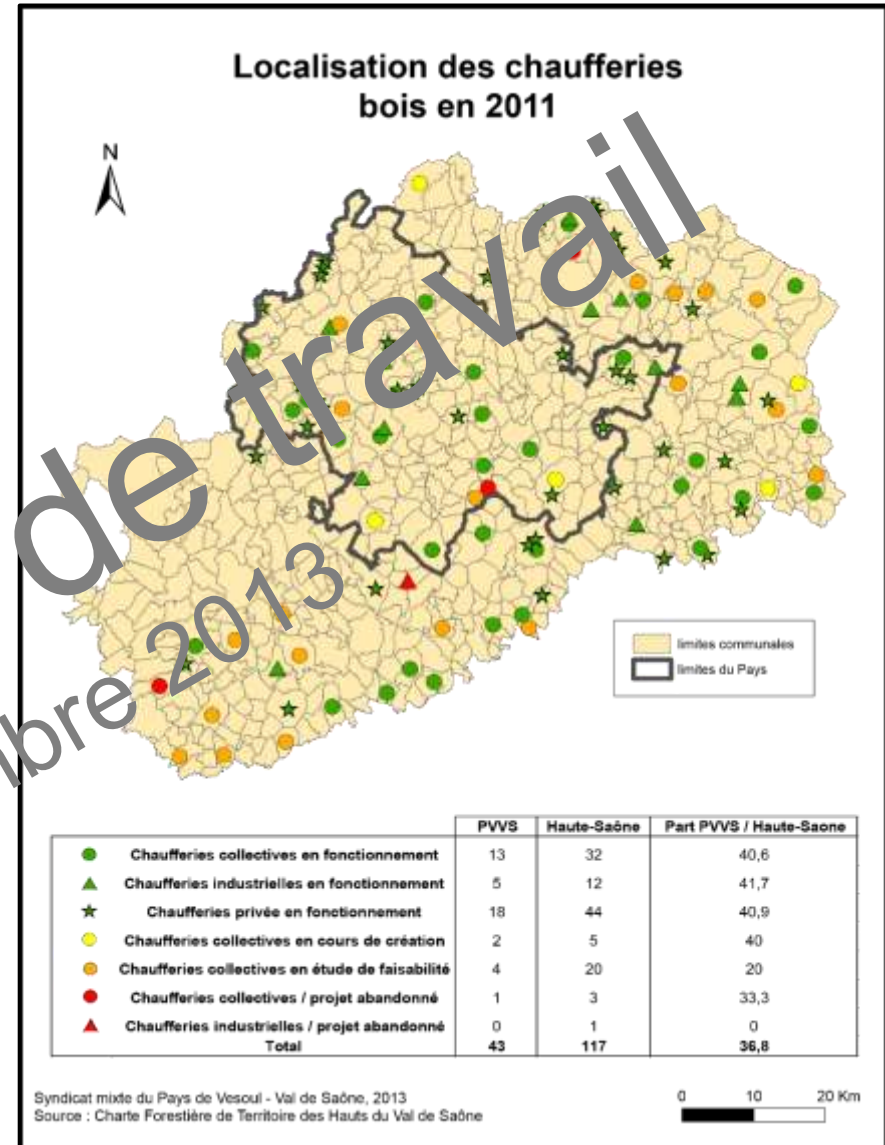 Localisation des chaufferies
bois en 2011
N
de travail
bre 2013
limites communales
limites du Pays
PVVS Haute-Saône Part PVVS / Haute-Saone
Chaufferies collectives en fonctionnement 13 32 40,6
Chaufferies industrielles en fonctionnement 5 12 41,7
Chaufferies privée en fonctionnement 18 44 40,9
Chaufferies collectives en cours de création 2 5 40
Chaufferies collectives en étude de faisabilité 4 20 20
Chaufferies collectives / projet abandonné 1 3 33,3
Chaufferies industrielles / projet abandonné 0 1 0
Total 43 117 36,8
Syndicat mixte du Pays de Vesoul - Val de Saône, 2013
Source : Charte Forestière de Territoire des Hauts du Val de Saône
0 10 20 Km